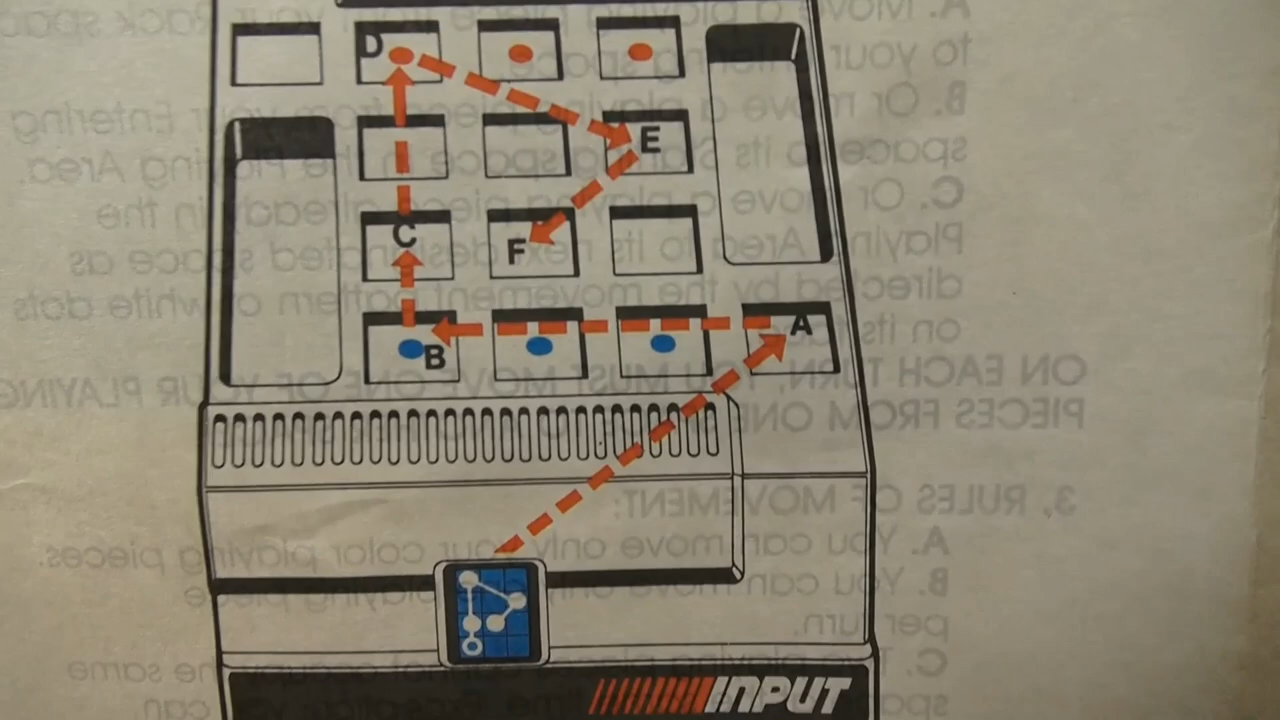 D
E
C
F
A
B
INPUT
A. Move a playing piece from your Rack space
to your entering space.
B. Or move a playing piece from your Entering
space to its Starting space in the Playing Area.
C. Or move a playing piece already in the
Playing Area to its next designated space as
directed by the movement pattern of white dots
on its face.
ON EACH TURN, YOU MUST MOVE ONE OF YOUR PLAYING
PIECES FROM ONE
3. RULES OF MOVEMENT:
A. You can move only your color playing pieces.
B. You can move only one playing piece
per turn.
C. Two playing pieces cannot occupy the same
can